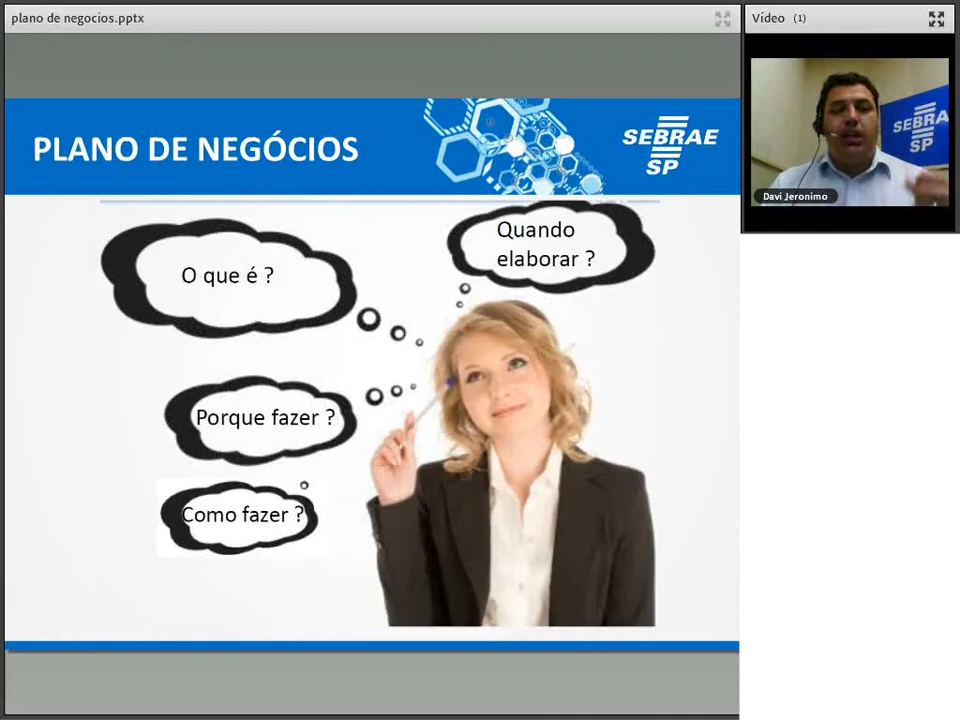 plano de negocios.pptx
Vídeo (1)
PLANO DE NEGÓCIOS
SEBRAE
SP
SEBRA
SP
Davi Jeronimo
O que é ?
Quando
elaborar ?
Porque fazer ?
Como fazer ?